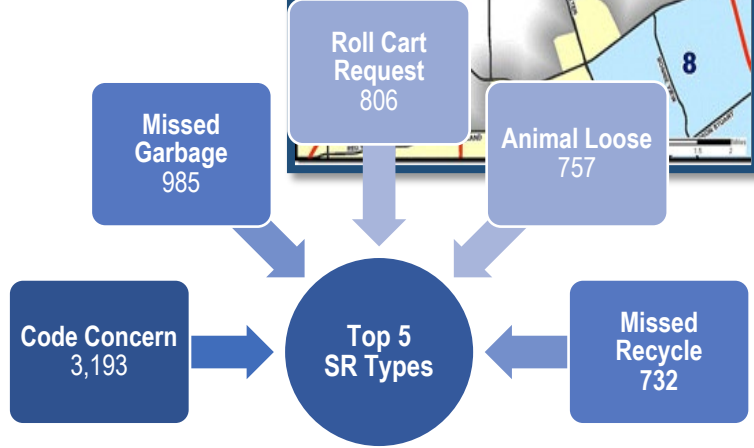 Roll Cart
Request
806
8
Missed
Garbage
985
Animal Loose
757
Code Concern
3,193
Top 5
SR Types
Missed
Recycle
732